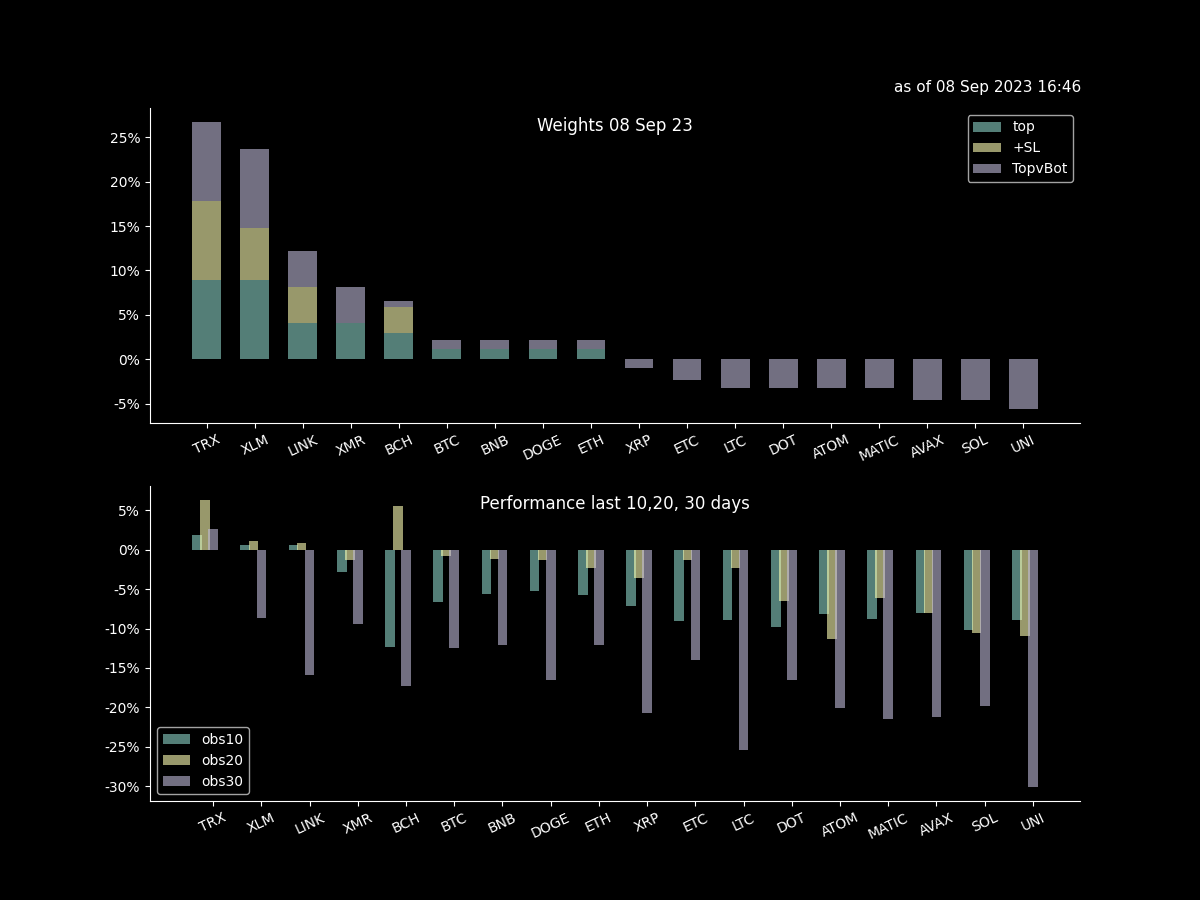 as of 08 Sep 2023 16:46
Weights 08 Sep 23
top
+SL
TopvBot
25%
20%
15%
10%
5%
0%
-5%
TRX XLM LINK XMR BCH BTC BNB DOGE ETH XRP ETC LTC DOT ATOM MATIC AVAX SOL UNI
Performance last 10,20, 30 days
5%
0%
-5%
-10%
-15%
-20%
-25%
-30%
obs10
obs20
obs30
TRX XLM LINK XMR BCH BTC BNB DOGE ETH XRP ETC LTC DOT ATOM MATIC AVAX SOL UNI